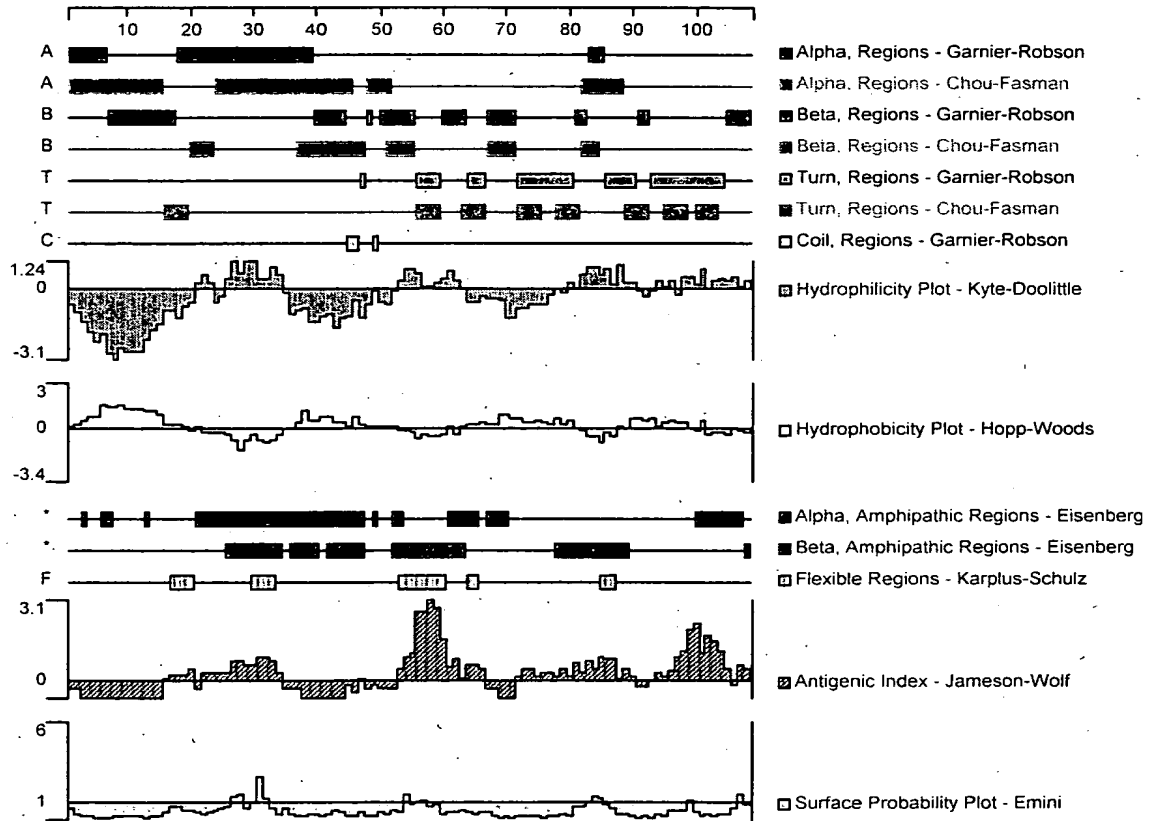 10 20 30 40 50 60 70 80 90 100
A Alpha, Regions - Garnier-Robson
A Alpha, Regions - Chou-Fasman
B Beta, Regions - Garnier-Robson
B Beta, Regions - Chou-Fasman
T Turn, Regions - Garnier-Robson
T Turn, Regions - Chou-Fasman
C Coil, Regions - Garnier-Robson
1.24
0 Hydrophilicity Plot - Kyte-Doolittle
-3.1
3
0 Hydrophobicity Plot - Hopp-Woods
-3.4
* Alpha, Amphipathic Regions - Eisenberg
* Beta, Amphipathic Regions - Eisenberg
F Flexible Regions - Karplus-Schulz
3.1
0 Antigenic Index - Jameson-Wolf
6
1 Surface Probability Plot - Emini